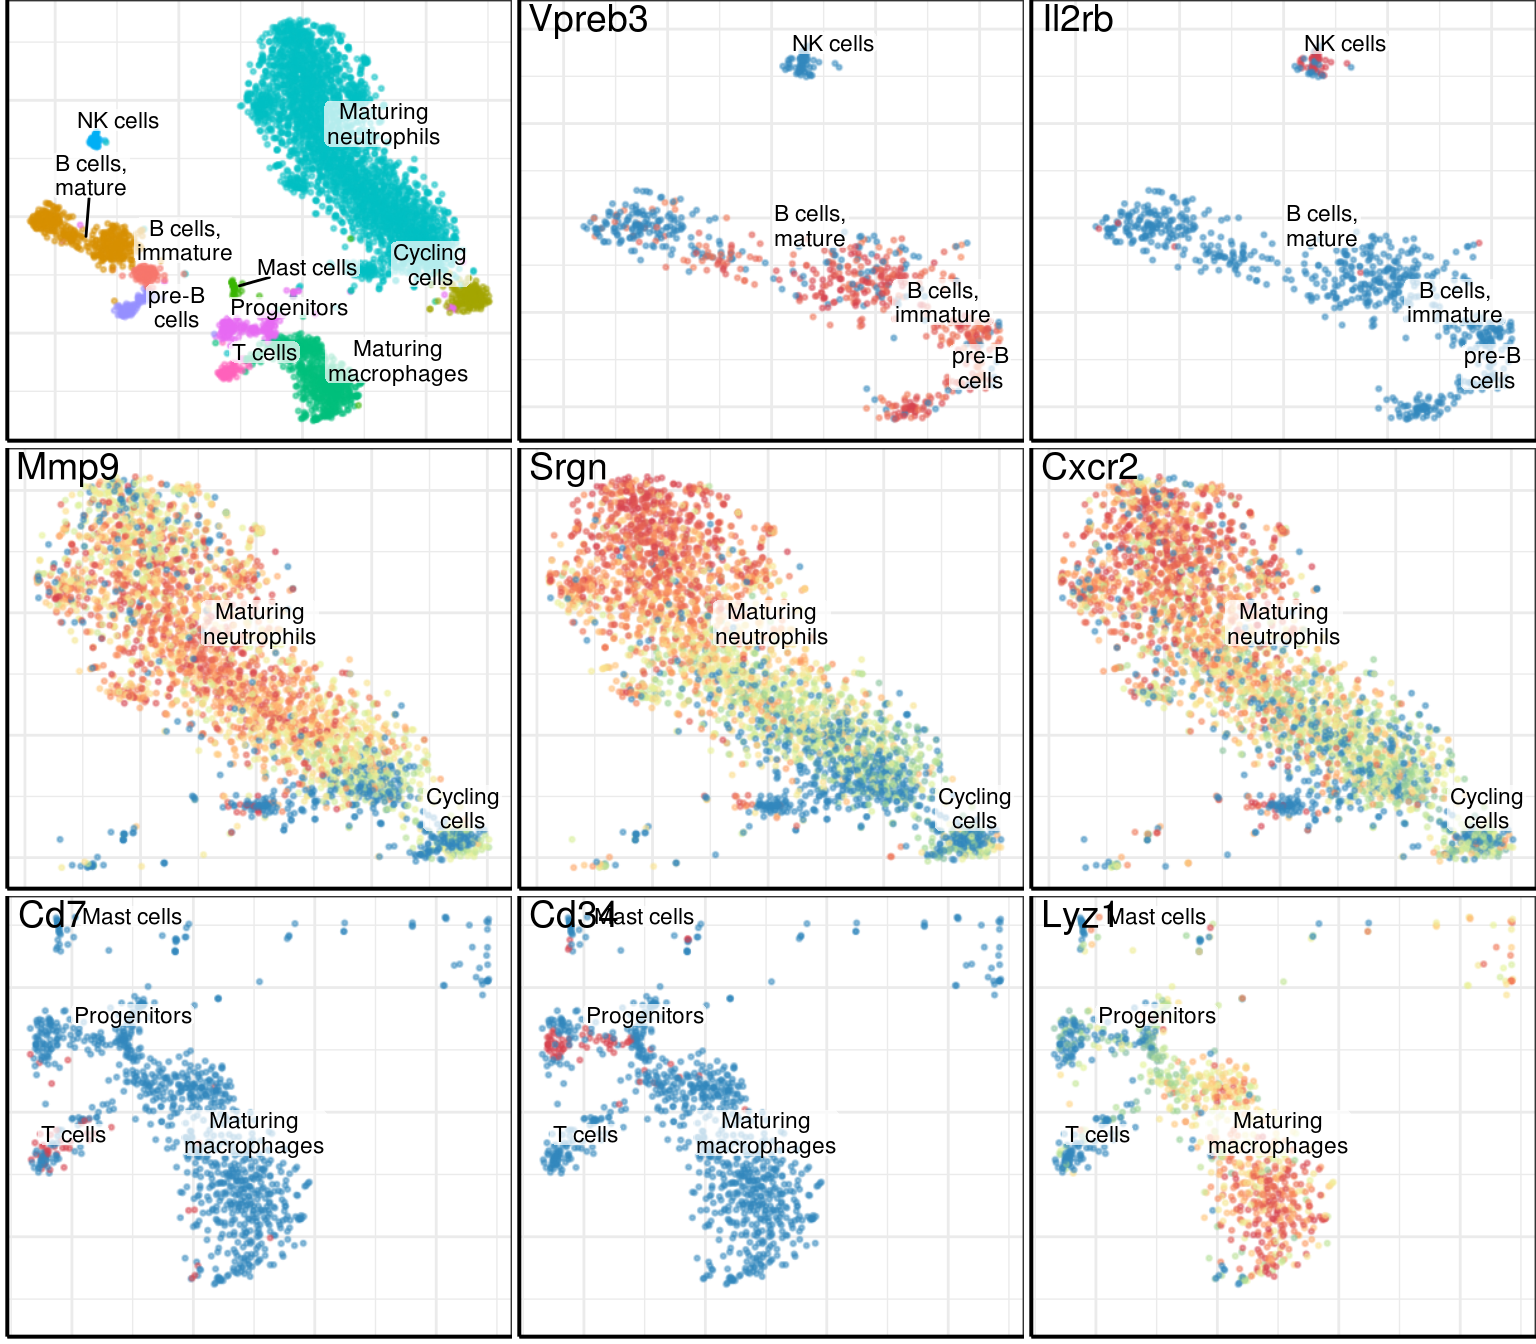 Maturing
neutrophils
NK cells
B cells,
mature
B cells,
immature
Cycling
cells
Mast cells
pre-B
cells
Progenitors
T cells
Maturing
macrophages
Vpreb3
NK cells
B cells,
mature
B cells,
immature
pre-B
cells
Il2rb
NK cells
B cells,
mature
B cells,
immature
pre-B
cells
Mmp9
Maturing
neutrophils
Cycling
cells
Srgn
Maturing
neutrophils
Cycling
cells
Cxcr2
Maturing
neutrophils
Cycling
cells
Cd7
Mast cells
Progenitors
T cells
Maturing
macrophages
Cd34
Mast cells
Progenitors
T cells
Maturing
macrophages
Lyz1
Mast cells
Progenitors
T cells
Maturing
macrophages